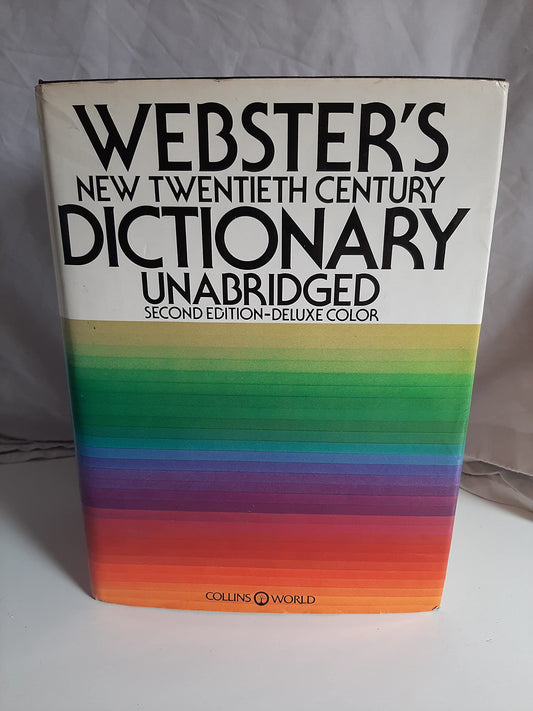 WEBSTER'S
NEW TWENTIETH CENTURY
DICTIONARY
UNABRIDGED
SECOND EDITION-DELUXE COLOR
COLLINS WORLD